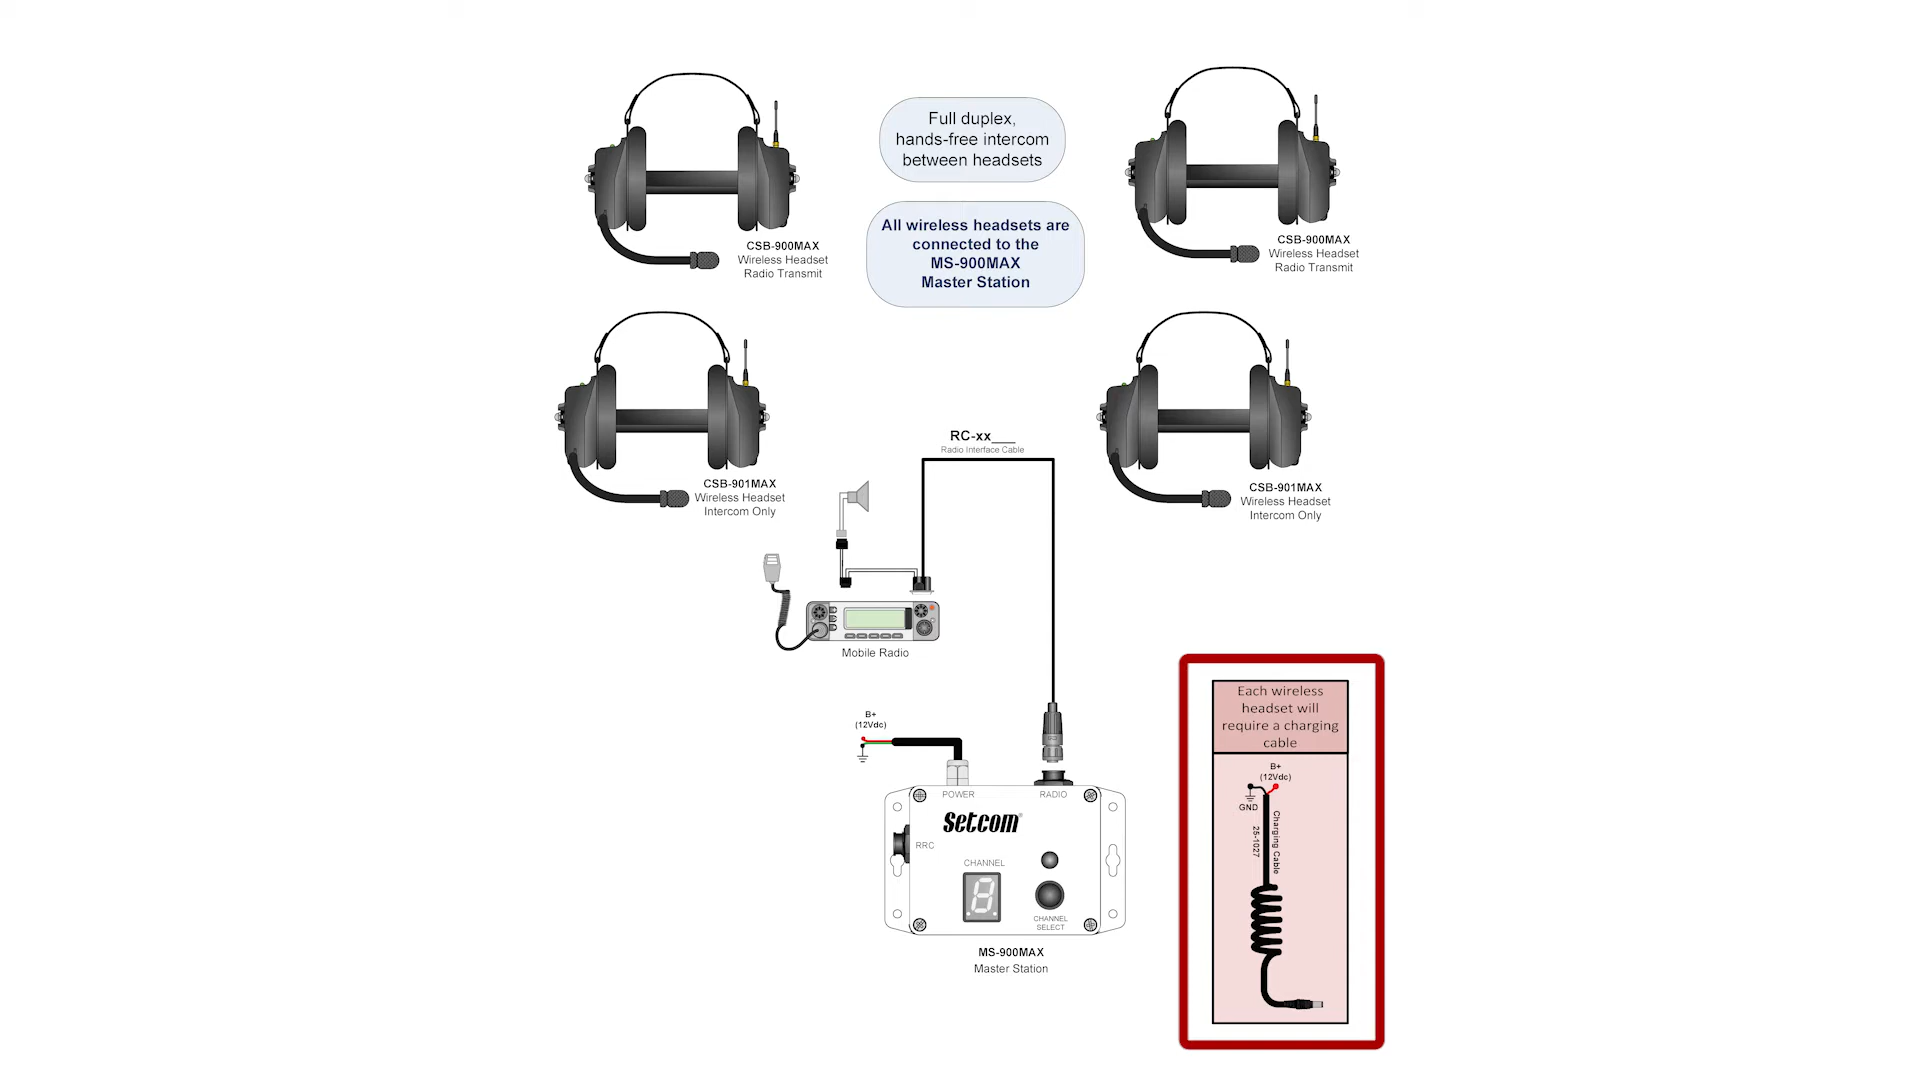 Full duplex,
hands-free intercom
between headsets
All wireless headsets are
connected to the
MS-900MAX
Master Station
CSB-900MAX
Wireless Headset
Radio Transmit
CSB-900MAX
Wireless Headset
Radio Transmit
CSB-901MAX
Wireless Headset
Intercom Only
CSB-901MAX
Wireless Headset
Intercom Only
RC-xx___
Radio Interface Cable
Mobile Radio
B+
(12Vdc)
POWER
RADIO
Setcom®
RRC
CHANNEL
8
CHANNEL
SELECT
MS-900MAX
Master Station
Each wireless
headset will
require a charging
cable
B+
(12Vdc)
GND
Charging Cable
25-1027